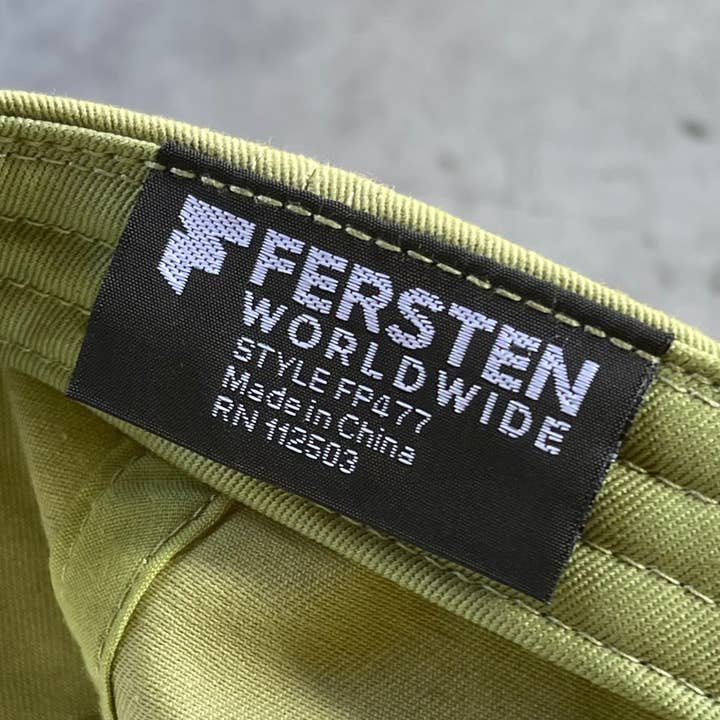 FERSTEN
WORLDWIDE
STYLE FP477
Made in China
RN 112503